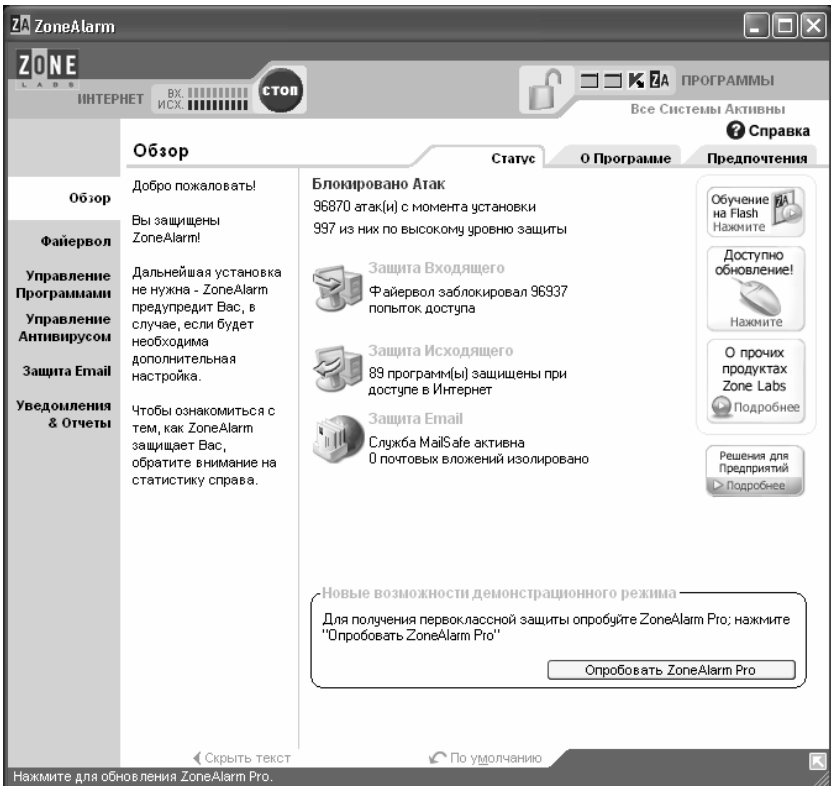 ZA ZoneAlarm
ZONE
LABS
ИНТЕРНЕТ
ВХ.
ИСХ.
СТОП
ZA
ПРОГРАММЫ
Все Системы Активны
? Справка
Обзор
Статус
О Программе
Предпочтения
Обзор
Файервол
Управление
Программами
Управление
Антивирусом
Защита Email
Уведомления
& Отчеты
Добро пожаловать!
Вы защищены
ZoneAlarm!
Дальнейшая установка
не нужна - ZoneAlarm
предупредит Вас, в
случае, если будет
необходима
дополнительная
настройка.
Чтобы ознакомиться с
тем, как ZoneAlarm
защищает Вас,
обратите внимание на
статистику справа.
Блокировано Атак
96870 атак(и) с момента установки
997 из них по высокому уровню защиты
Защита Входящего
Файервол заблокировал 96937
попыток доступа
Защита Исходящего
89 программ(ы) защищены при
доступе в Интернет
Защита Email
Служба MailSafe активна
0 почтовых вложений изолировано
Обучение
на Flash
Нажмите
ZA
Доступно
обновление!
Нажмите
О прочих
продуктах
Zone Labs
Подробнее
Решения для
Предприятий
Подробнее
Новые возможности демонстрационного режима
Для получения первоклассной защиты опробуйте ZoneAlarm Pro; нажмите
"Опробовать ZoneAlarm Pro"
Опробовать ZoneAlarm Pro
Скрыть текст
По умолчанию
Нажмите для обновления ZoneAlarm Pro.